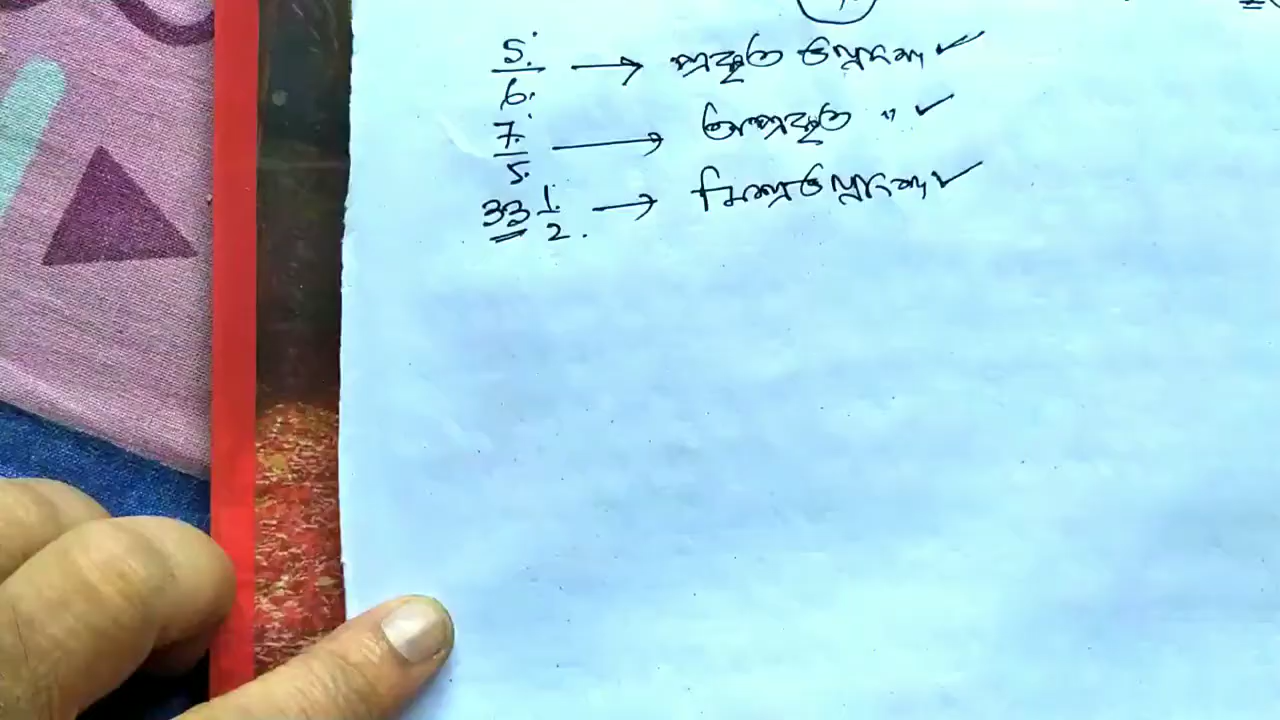 5/6 → প্রকৃত ভগ্নাংশ ✓
7/5 → অপ্রকৃত " ✓
33 1/2 → মিশ্র ভগ্নাংশ ✓